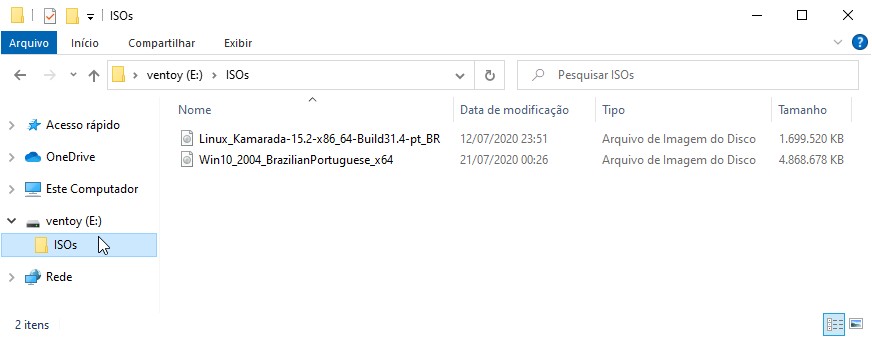 ISOs
Arquivo Início Compartilhar Exibir
ventoy (E:) ISOs
Pesquisar ISOs
Nome Data de modificação Tipo Tamanho
Acesso rápido
OneDrive
Este Computador
ventoy (E:)
ISOs
Rede
Linux_Kamarada-15.2-x86_64-Build31.4-pt_BR 12/07/2020 23:51 Arquivo de Imagem do Disco 1.699.520 KB
Win10_2004_BrazilianPortuguese_x64 21/07/2020 00:26 Arquivo de Imagem do Disco 4.868.678 KB
2 itens